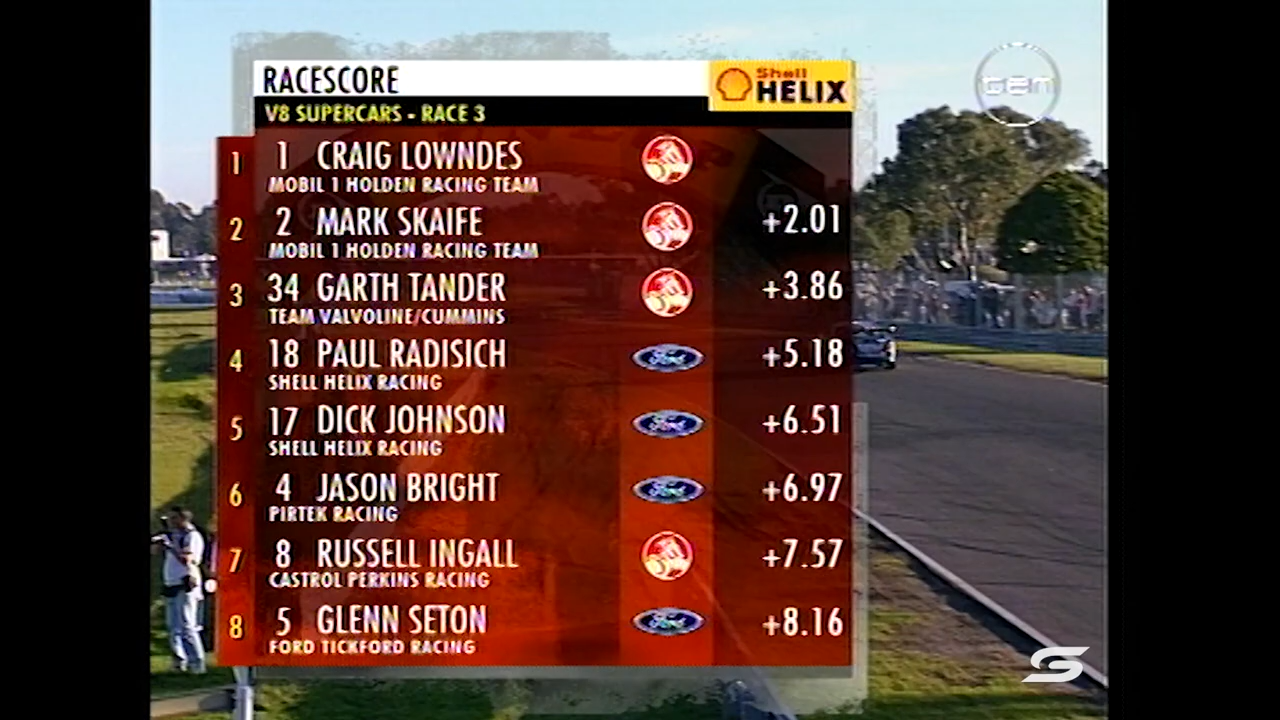 RACESCORE
Shell HELIX
V8 SUPERCARS - RACE 3
TEN
1 1 CRAIG LOWNDES
MOBIL 1 HOLDEN RACING TEAM
2 2 MARK SKAIFE +2.01
MOBIL 1 HOLDEN RACING TEAM
3 34 GARTH TANDER +3.86
TEAM VALVOLINE/CUMMINS
4 18 PAUL RADISICH Ford +5.18
SHELL HELIX RACING
5 17 DICK JOHNSON Ford +6.51
SHELL HELIX RACING
6 4 JASON BRIGHT Ford +6.97
PIRTEK RACING
7 8 RUSSELL INGALL +7.57
CASTROL PERKINS RACING
8 5 GLENN SETON Ford +8.16
FORD TICKFORD RACING